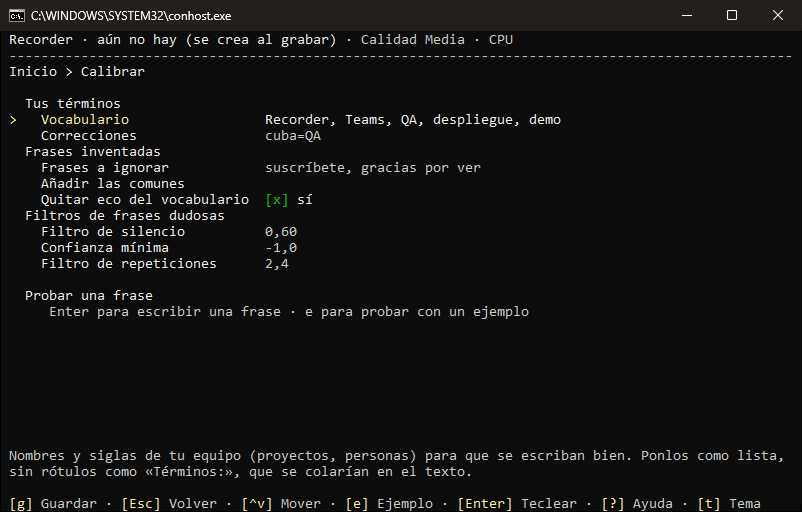 C:\WINDOWS\SYSTEM32\conhost.exe
Recorder · aún no hay (se crea al grabar) · Calidad Media · CPU
Inicio > Calibrar
Tus términos
> Vocabulario Recorder, Teams, QA, despliegue, demo
Correcciones cuba=QA
Frases inventadas
Frases a ignorar suscríbete, gracias por ver
Añadir las comunes
Quitar eco del vocabulario [x] sí
Filtros de frases dudosas
Filtro de silencio 0,60
Confianza mínima -1,0
Filtro de repeticiones 2,4
Probar una frase
Enter para escribir una frase · e para probar con un ejemplo
Nombres y siglas de tu equipo (proyectos, personas) para que se escriban bien. Ponlos como lista,
sin rótulos como «Términos:», que se colarían en el texto.
[g] Guardar · [Esc] Volver · [^v] Mover · [e] Ejemplo · [Enter] Teclear · [?] Ayuda · [t] Tema